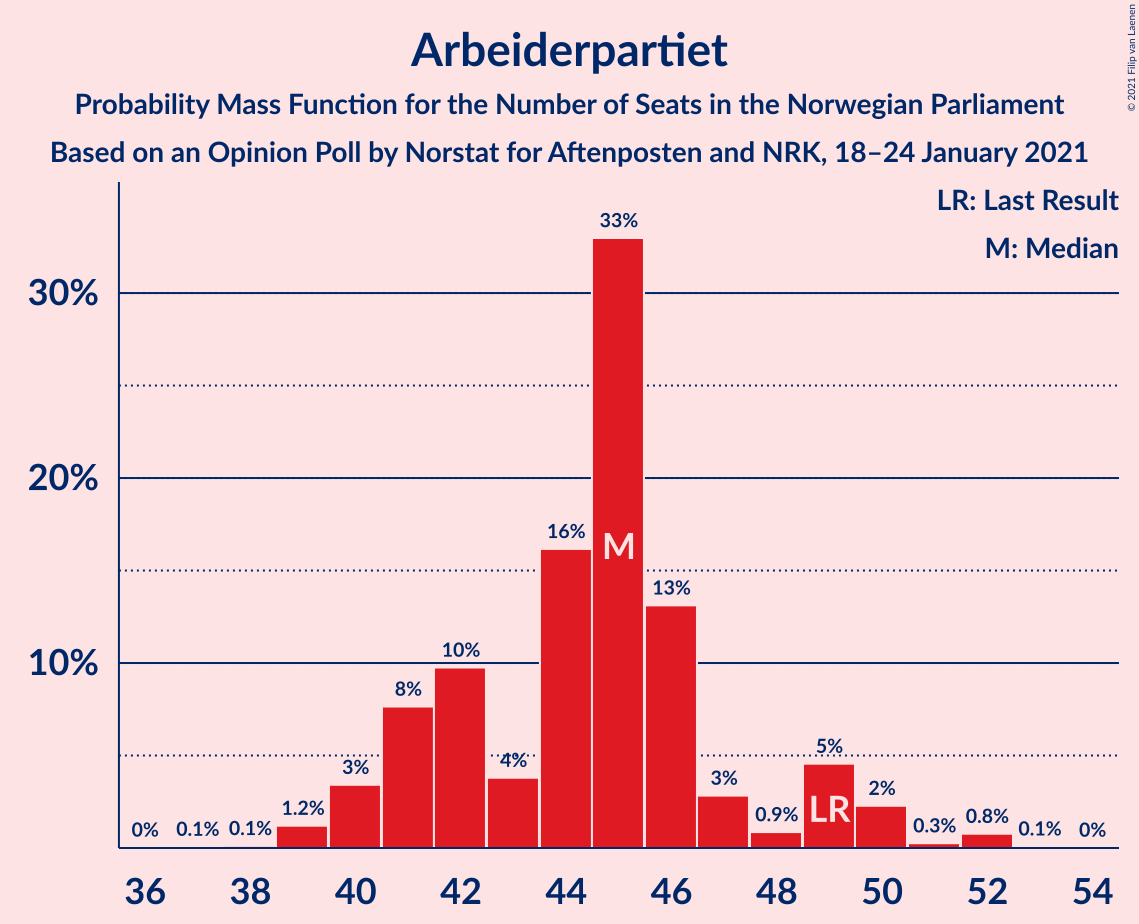 Arbeiderpartiet
Probability Mass Function for the Number of Seats in the Norwegian Parliament
Based on an Opinion Poll by Norstat for Aftenposten and NRK, 18–24 January 2021
© 2021 Filip van Laenen
LR: Last Result
M: Median
33%
30%
20%
16%
M
13%
10%
10%
8%
5%
4%
3%
3%
2%
1.2%
0.9%
LR
0.8%
0.3%
0% 0.1% 0.1% 0.1% 0%
36 38 40 42 44 46 48 50 52 54